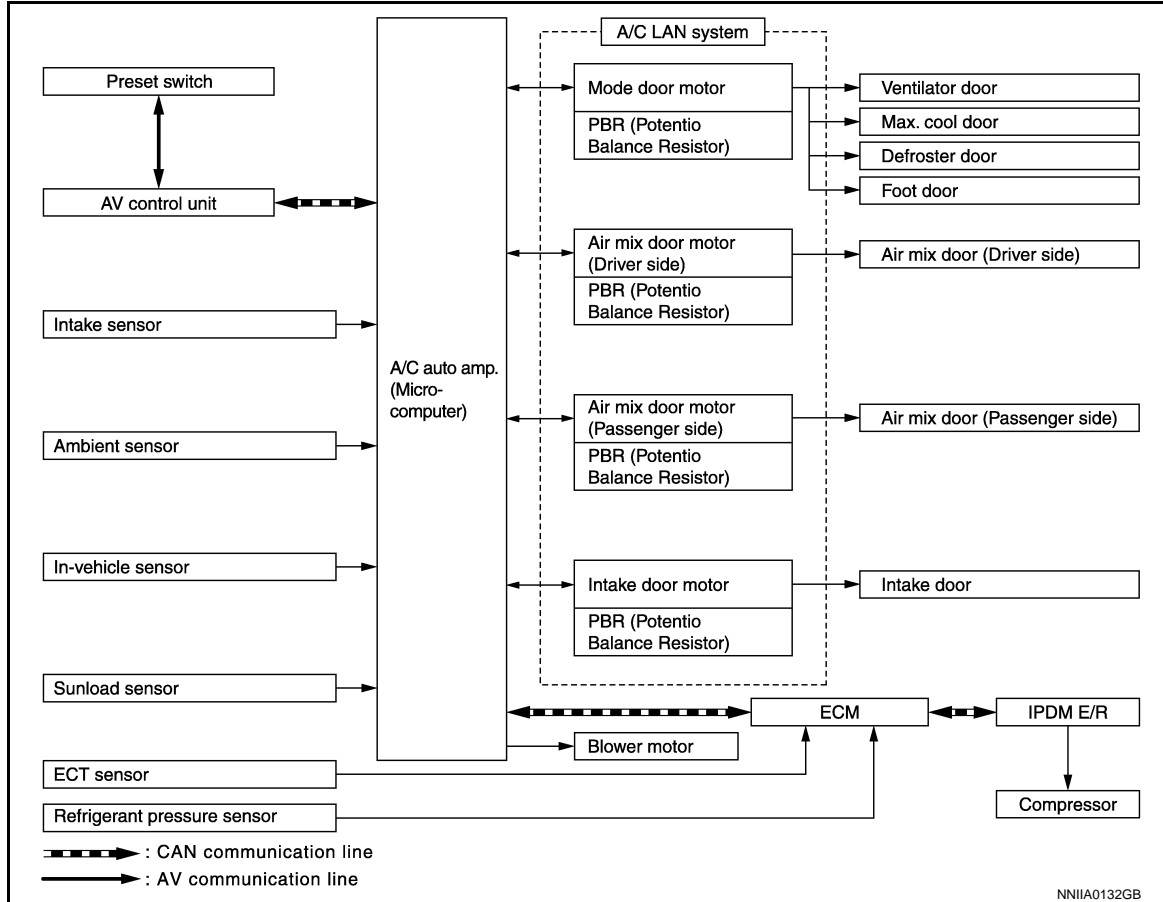 A/C LAN system
Preset switch
AV control unit
Intake sensor
Ambient sensor
In-vehicle sensor
Sunload sensor
ECT sensor
Refrigerant pressure sensor
A/C auto amp.
(Micro-
computer)
Mode door motor
PBR (Potentio
Balance Resistor)
Ventilator door
Max. cool door
Defroster door
Foot door
Air mix door motor
(Driver side)
PBR (Potentio
Balance Resistor)
Air mix door (Driver side)
Air mix door motor
(Passenger side)
PBR (Potentio
Balance Resistor)
Air mix door (Passenger side)
Intake door motor
PBR (Potentio
Balance Resistor)
Intake door
ECM
IPDM E/R
Blower motor
Compressor
: CAN communication line
: AV communication line
NNIIA0132GB